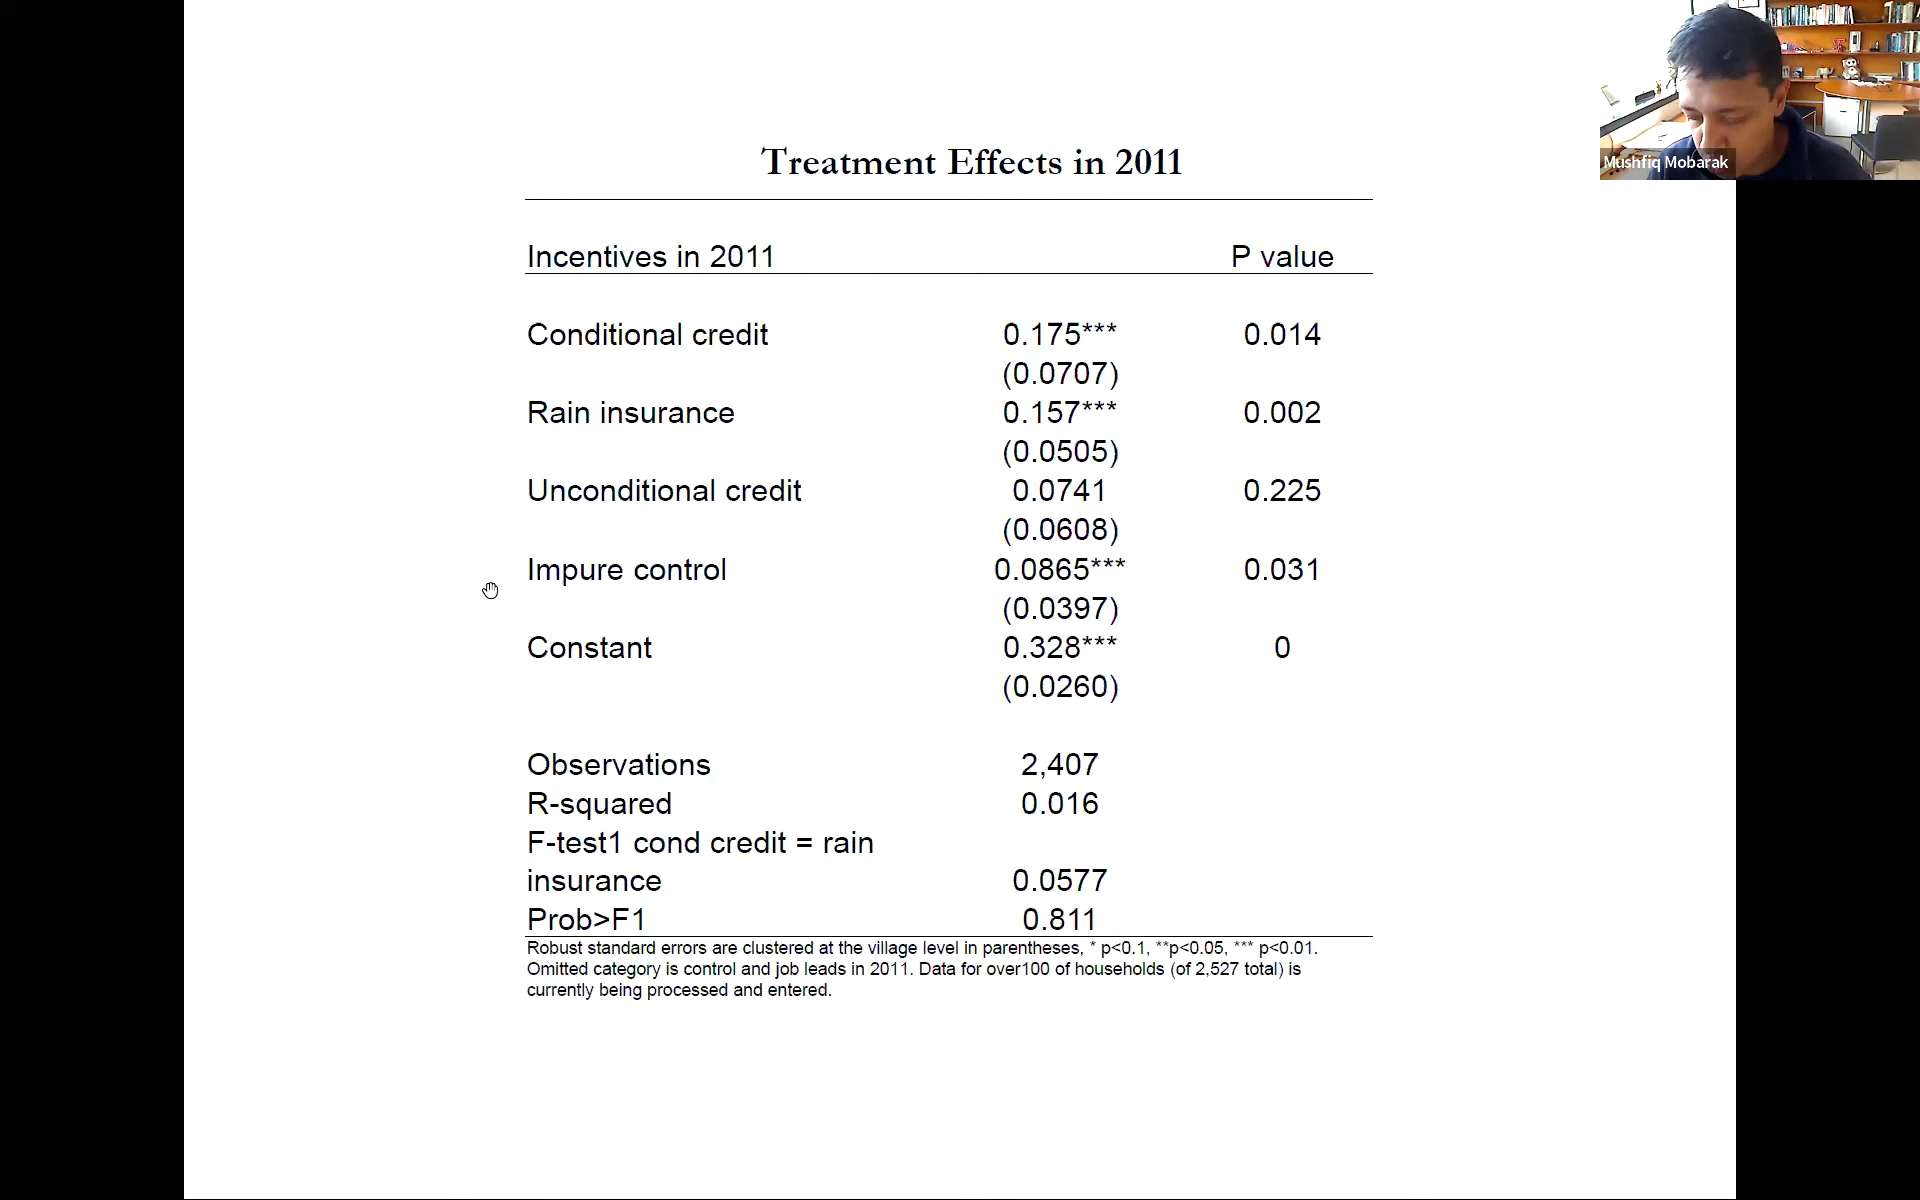 Mushfiq Mobarak
Treatment Effects in 2011
Incentives in 2011 P value
Conditional credit 0.175*** 0.014
(0.0707)
Rain insurance 0.157*** 0.002
(0.0505)
Unconditional credit 0.0741 0.225
(0.0608)
Impure control 0.0865*** 0.031
(0.0397)
Constant 0.328*** 0
(0.0260)
Observations 2,407
R-squared 0.016
F-test1 cond credit = rain
insurance 0.0577
Prob>F1 0.811
Robust standard errors are clustered at the village level in parentheses, * p<0.1, **p<0.05, *** p<0.01.
Omitted category is control and job leads in 2011. Data for over100 of households (of 2,527 total) is
currently being processed and entered.